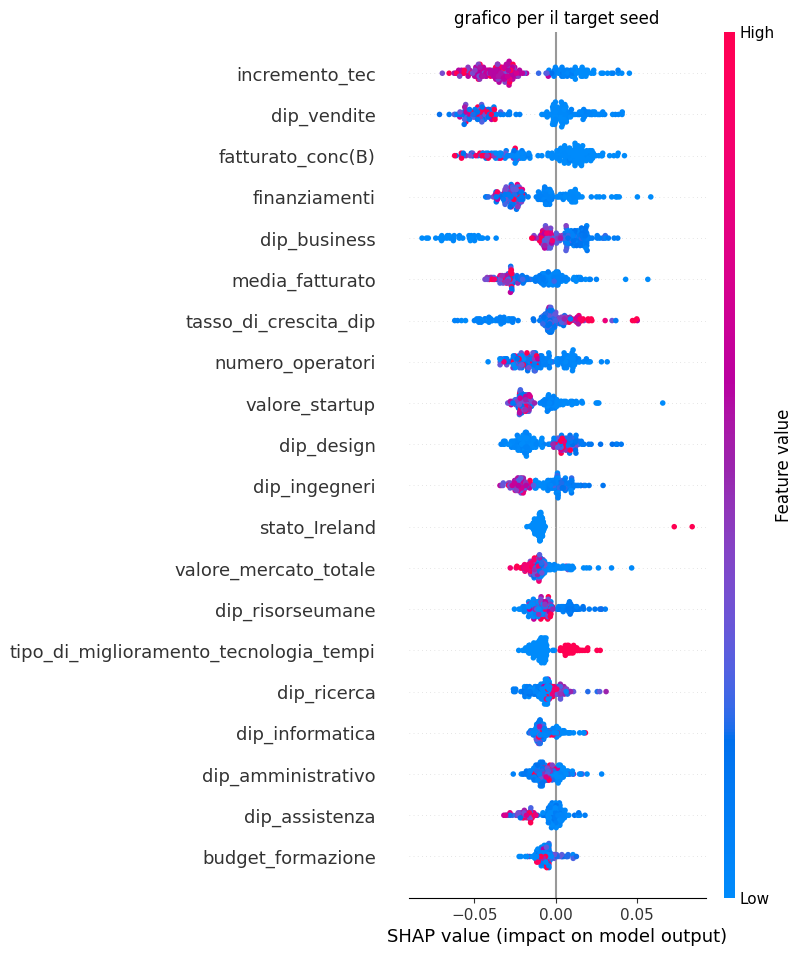 grafico per il target seed
High
incremento_tec
dip_vendite
fatturato_conc(B)
finanziamenti
dip_business
media_fatturato
tasso_di_crescita_dip
numero_operatori
valore_startup
dip_design
dip_ingegneri
stato_Ireland
valore_mercato_totale
dip_risorseumane
tipo_di_miglioramento_tecnologia_tempi
dip_ricerca
dip_informatica
dip_amministrativo
dip_assistenza
budget_formazione
Feature value
Low
−0.05 0.00 0.05
SHAP value (impact on model output)